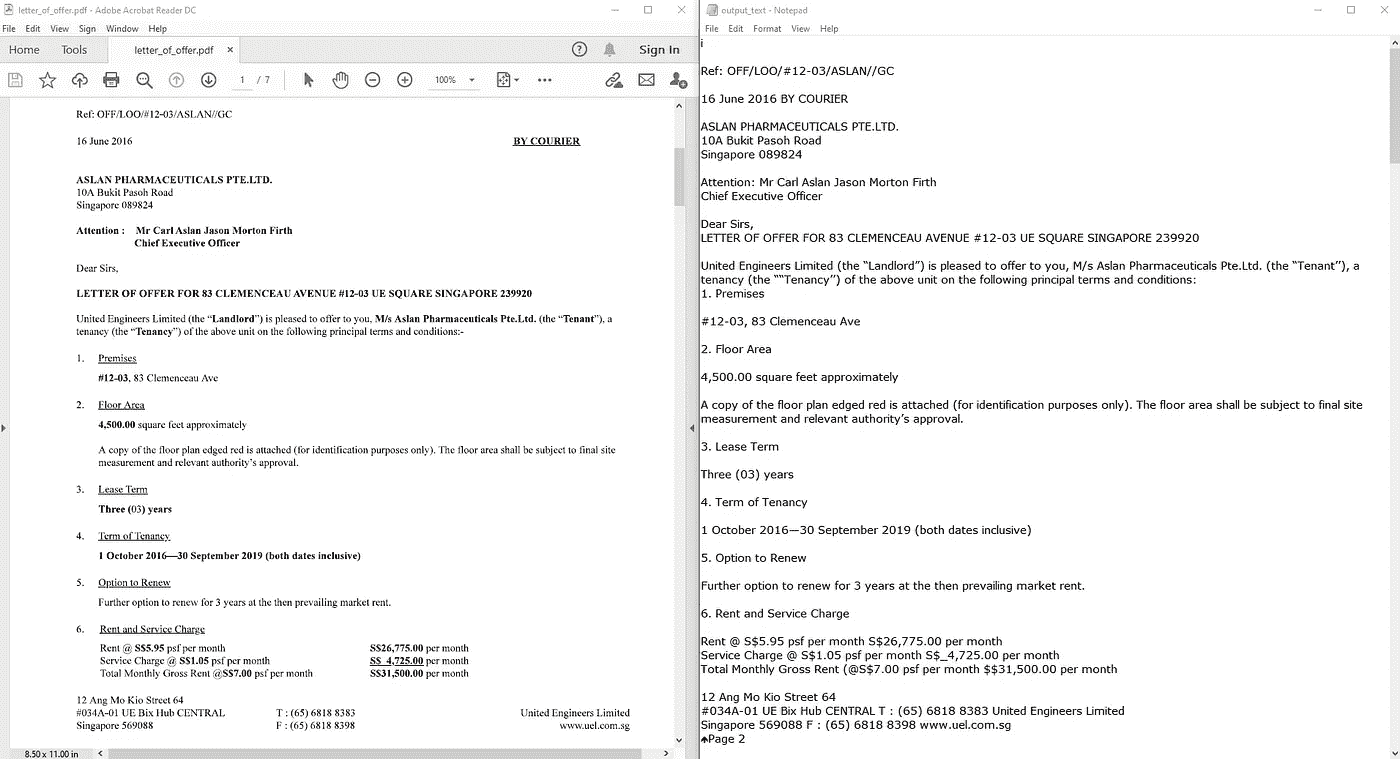 letter_of_offer.pdf - Adobe Acrobat Reader DC
File Edit View Sign Window Help
Home Tools letter_of_offer.pdf × Sign In
1 / 7 100%
Ref: OFF/LOO/#12-03/ASLAN//GC
16 June 2016 BY COURIER
ASLAN PHARMACEUTICALS PTE.LTD.
10A Bukit Pasoh Road
Singapore 089824
Attention : Mr Carl Aslan Jason Morton Firth
Chief Executive Officer
Dear Sirs,
LETTER OF OFFER FOR 83 CLEMENCEAU AVENUE #12-03 UE SQUARE SINGAPORE 239920
United Engineers Limited (the “Landlord”) is pleased to offer to you, M/s Aslan Pharmaceuticals Pte.Ltd. (the “Tenant”), a
tenancy (the “Tenancy”) of the above unit on the following principal terms and conditions:-
1. Premises
#12-03, 83 Clemenceau Ave
2. Floor Area
4,500.00 square feet approximately
A copy of the floor plan edged red is attached (for identification purposes only). The floor area shall be subject to final site
measurement and relevant authority’s approval.
3. Lease Term
Three (03) years
4. Term of Tenancy
1 October 2016—30 September 2019 (both dates inclusive)
5. Option to Renew
Further option to renew for 3 years at the then prevailing market rent.
6. Rent and Service Charge
Rent @ S$5.95 psf per month S$26,775.00 per month
Service Charge @ S$1.05 psf per month S$ 4,725.00 per month
Total Monthly Gross Rent @S$7.00 psf per month S$31,500.00 per month
12 Ang Mo Kio Street 64
#034A-01 UE Bix Hub CENTRAL T : (65) 6818 8383 United Engineers Limited
Singapore 569088 F : (65) 6818 8398 www.uel.com.sg
8.50 x 11.00 in
output_text - Notepad
File Edit Format View Help
i
Ref: OFF/LOO/#12-03/ASLAN//GC
16 June 2016 BY COURIER
ASLAN PHARMACEUTICALS PTE.LTD.
10A Bukit Pasoh Road
Singapore 089824
Attention: Mr Carl Aslan Jason Morton Firth
Chief Executive Officer
Dear Sirs,
LETTER OF OFFER FOR 83 CLEMENCEAU AVENUE #12-03 UE SQUARE SINGAPORE 239920
United Engineers Limited (the “Landlord”) is pleased to offer to you, M/s Aslan Pharmaceuticals Pte.Ltd. (the “Tenant”), a
tenancy (the ““Tenancy”) of the above unit on the following principal terms and conditions:
1. Premises
#12-03, 83 Clemenceau Ave
2. Floor Area
4,500.00 square feet approximately
A copy of the floor plan edged red is attached (for identification purposes only). The floor area shall be subject to final site
measurement and relevant authority’s approval.
3. Lease Term
Three (03) years
4. Term of Tenancy
1 October 2016—30 September 2019 (both dates inclusive)
5. Option to Renew
Further option to renew for 3 years at the then prevailing market rent.
6. Rent and Service Charge
Rent @ S$5.95 psf per month S$26,775.00 per month
Service Charge @ S$1.05 psf per month S$_4,725.00 per month
Total Monthly Gross Rent (@S$7.00 psf per month $$31,500.00 per month
12 Ang Mo Kio Street 64
#034A-01 UE Bix Hub CENTRAL T : (65) 6818 8383 United Engineers Limited
Singapore 569088 F : (65) 6818 8398 www.uel.com.sg
Page 2